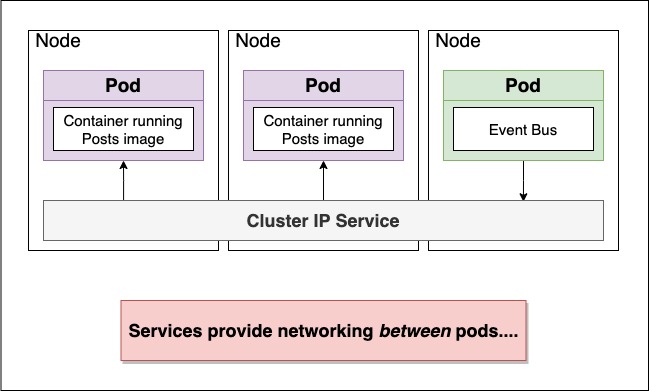 Node
Node
Node
Pod
Pod
Pod
Container running
Posts image
Container running
Posts image
Event Bus
Cluster IP Service
Services provide networking between pods....